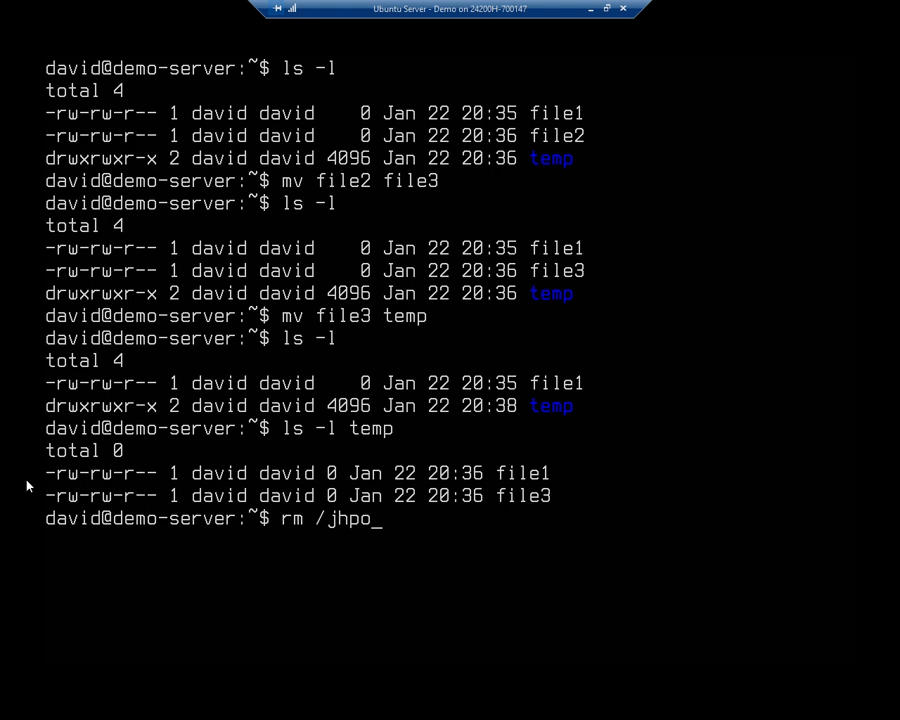 Ubuntu Server - Demo on 24200H-700147
david@demo-server:~$ ls -l
total 4
-rw-rw-r-- 1 david david    0 Jan 22 20:35 file1
-rw-rw-r-- 1 david david    0 Jan 22 20:36 file2
drwxrwxr-x 2 david david 4096 Jan 22 20:36 temp
david@demo-server:~$ mv file2 file3
david@demo-server:~$ ls -l
total 4
-rw-rw-r-- 1 david david    0 Jan 22 20:35 file1
-rw-rw-r-- 1 david david    0 Jan 22 20:36 file3
drwxrwxr-x 2 david david 4096 Jan 22 20:36 temp
david@demo-server:~$ mv file3 temp
david@demo-server:~$ ls -l
total 4
-rw-rw-r-- 1 david david    0 Jan 22 20:35 file1
drwxrwxr-x 2 david david 4096 Jan 22 20:38 temp
david@demo-server:~$ ls -l temp
total 0
-rw-rw-r-- 1 david david 0 Jan 22 20:36 file1
-rw-rw-r-- 1 david david 0 Jan 22 20:36 file3
david@demo-server:~$ rm /jhpo_